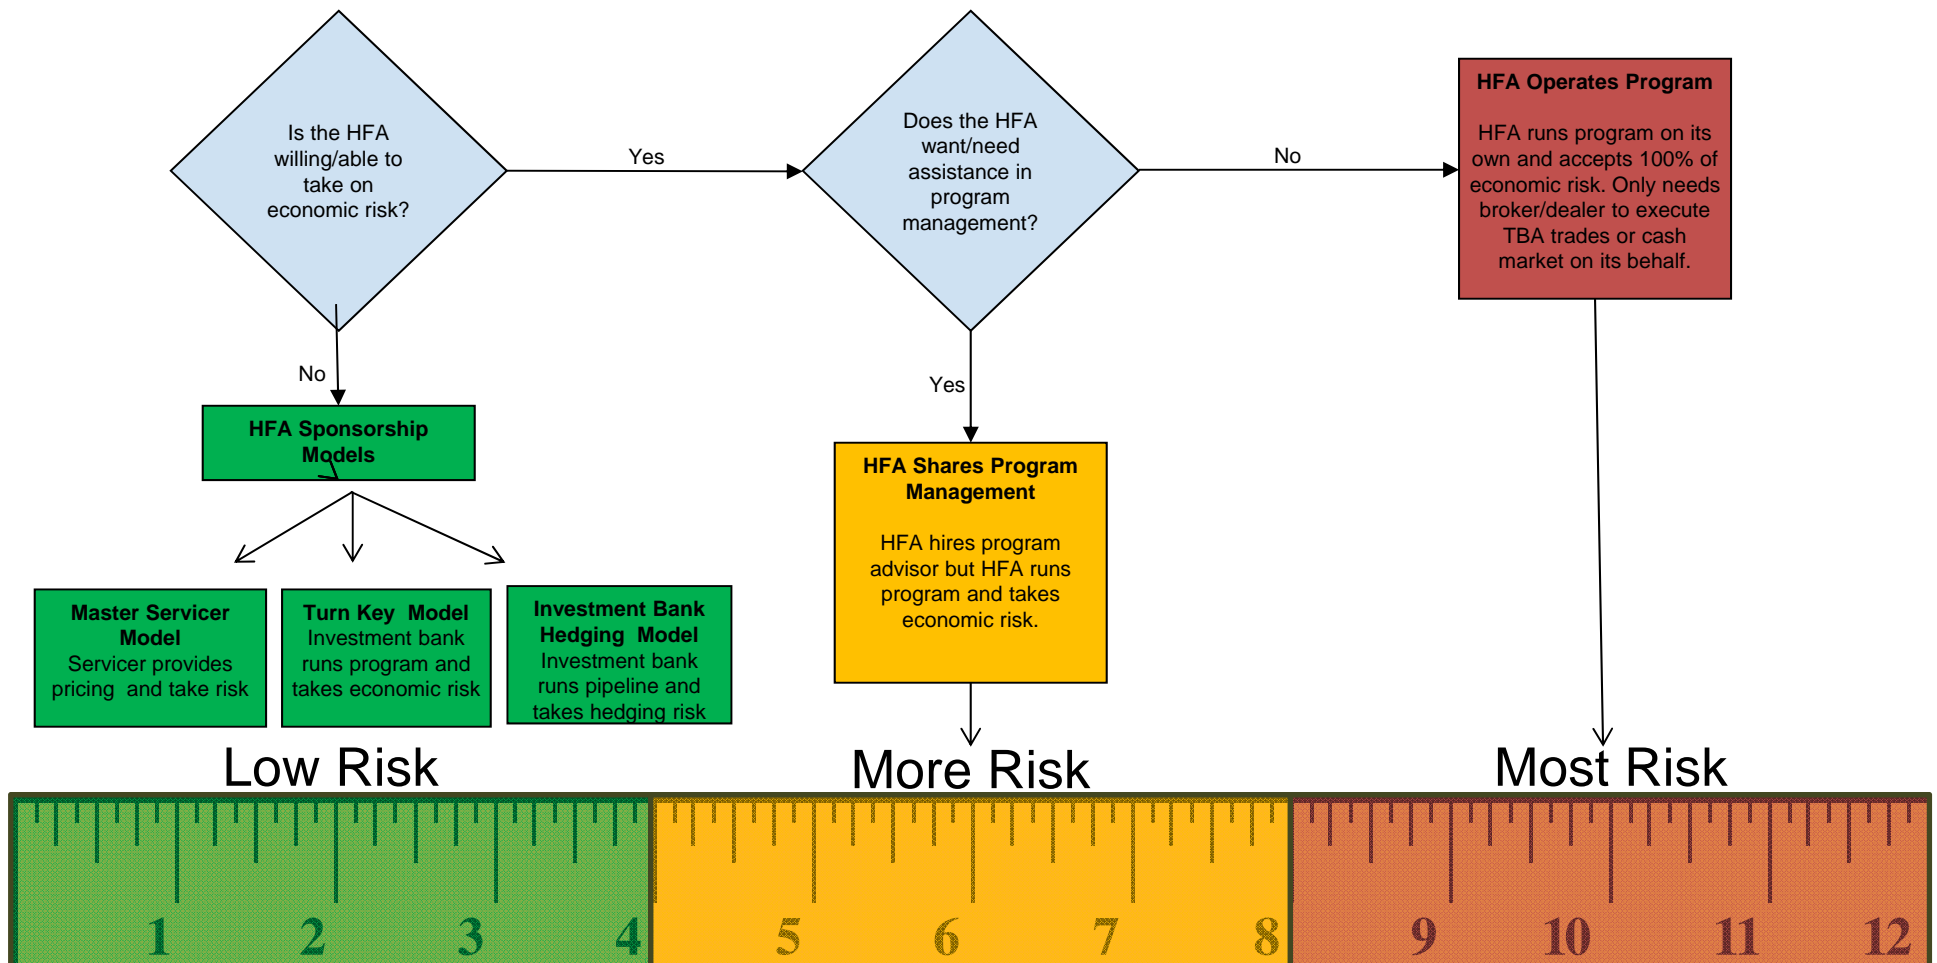 Is the HFA
willing/able to
take on
economic risk?
Yes
Does the HFA
want/need
assistance in
program
management?
No
HFA Operates Program
HFA runs program on its
own and accepts 100% of
economic risk. Only needs
broker/dealer to execute
TBA trades or cash
market on its behalf.
No
HFA Sponsorship
Models
Yes
HFA Shares Program
Management
HFA hires program
advisor but HFA runs
program and takes
economic risk.
Master Servicer
Model
Servicer provides
pricing and take risk
Turn Key Model
Investment bank
runs program and
takes economic risk
Investment Bank
Hedging Model
Investment bank
runs pipeline and
takes hedging risk
Low Risk
More Risk
Most Risk
1 2 3 4 5 6 7 8 9 10 11 12